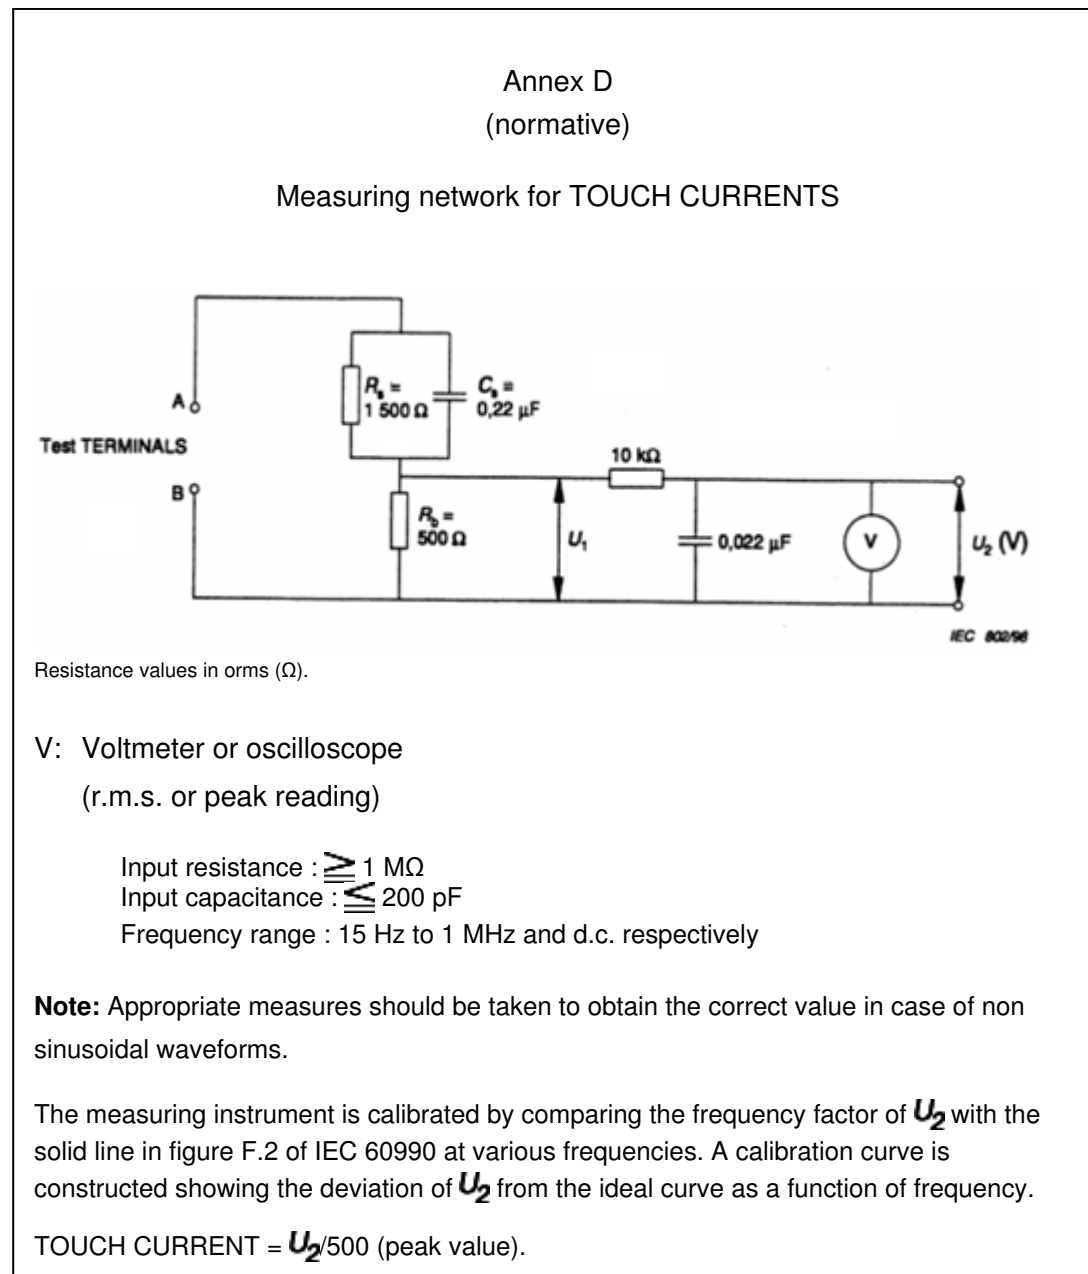 Annex D
(normative)
Measuring network for TOUCH CURRENTS
A
Test TERMINALS
B
Rs =
1 500 Ω
Cs =
0,22 µF
Rb =
500 Ω
U1
10 kΩ
0,022 µF
V
U2 (V)
IEC 802/98
Resistance values in orms (Ω).
V: Voltmeter or oscilloscope
(r.m.s. or peak reading)
Input resistance : ≧ 1 MΩ
Input capacitance : ≦ 200 pF
Frequency range : 15 Hz to 1 MHz and d.c. respectively
Note: Appropriate measures should be taken to obtain the correct value in case of non
sinusoidal waveforms.
The measuring instrument is calibrated by comparing the frequency factor of U2 with the
solid line in figure F.2 of IEC 60990 at various frequencies. A calibration curve is
constructed showing the deviation of U2 from the ideal curve as a function of frequency.
TOUCH CURRENT = U2/500 (peak value).